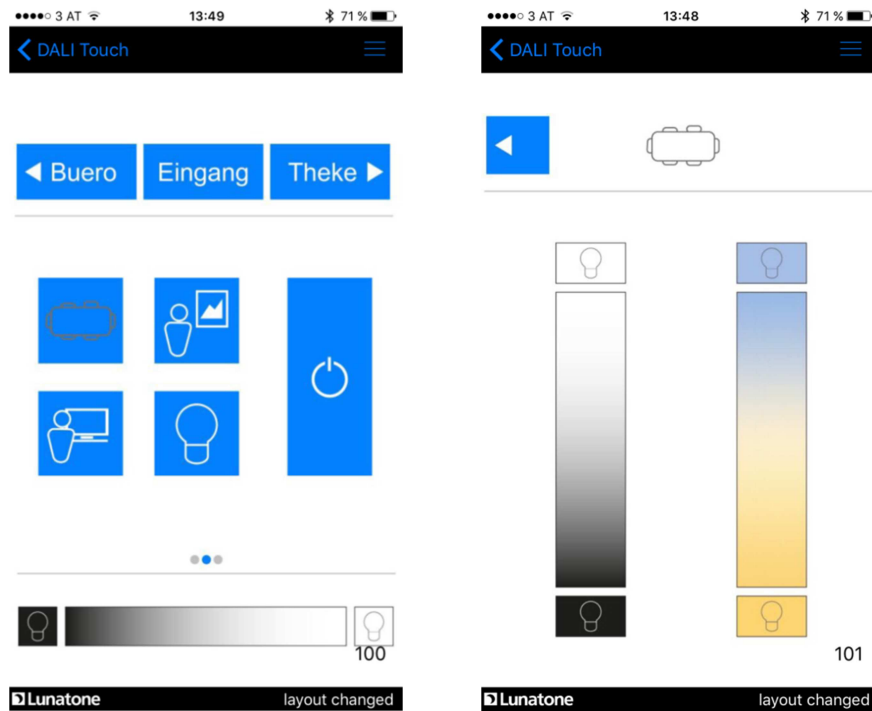 3 AT 13:49 71 %
DALI Touch
Buero Eingang Theke
100
Lunatone layout changed
3 AT 13:48 71 %
DALI Touch
101
Lunatone layout changed